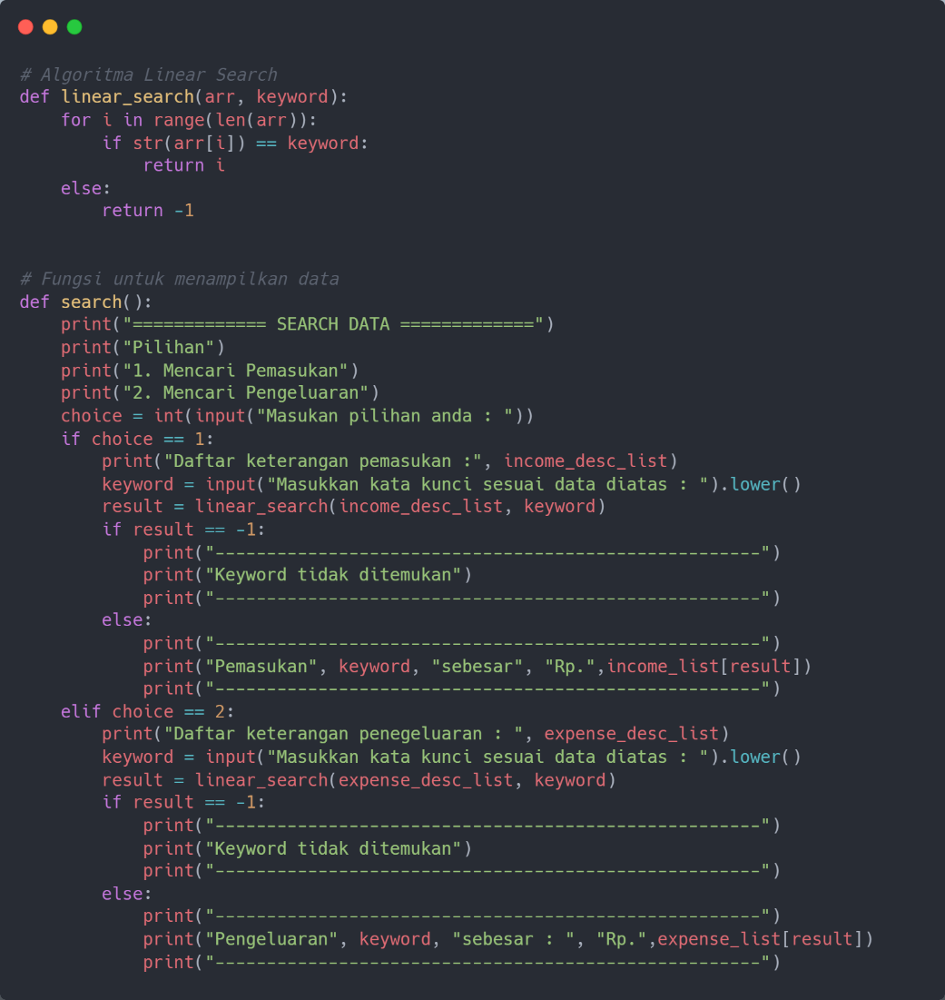 # Algoritma Linear Search
def linear_search(arr, keyword):
    for i in range(len(arr)):
        if str(arr[i]) == keyword:
            return i
    else:
        return -1
# Fungsi untuk menampilkan data
def search():
    print("============= SEARCH DATA =============")
    print("Pilihan")
    print("1. Mencari Pemasukan")
    print("2. Mencari Pengeluaran")
    choice = int(input("Masukan pilihan anda : "))
    if choice == 1:
        print("Daftar keterangan pemasukan :", income_desc_list)
        keyword = input("Masukkan kata kunci sesuai data diatas : ").lower()
        result = linear_search(income_desc_list, keyword)
        if result == -1:
            print("-----------------------------------------------------")
            print("Keyword tidak ditemukan")
            print("-----------------------------------------------------")
        else:
            print("-----------------------------------------------------")
            print("Pemasukan", keyword, "sebesar", "Rp.",income_list[result])
            print("-----------------------------------------------------")
    elif choice == 2:
        print("Daftar keterangan penegeluaran : ", expense_desc_list)
        keyword = input("Masukkan kata kunci sesuai data diatas : ").lower()
        result = linear_search(expense_desc_list, keyword)
        if result == -1:
            print("-----------------------------------------------------")
            print("Keyword tidak ditemukan")
            print("-----------------------------------------------------")
        else:
            print("-----------------------------------------------------")
            print("Pengeluaran", keyword, "sebesar : ", "Rp.",expense_list[result])
            print("-----------------------------------------------------")